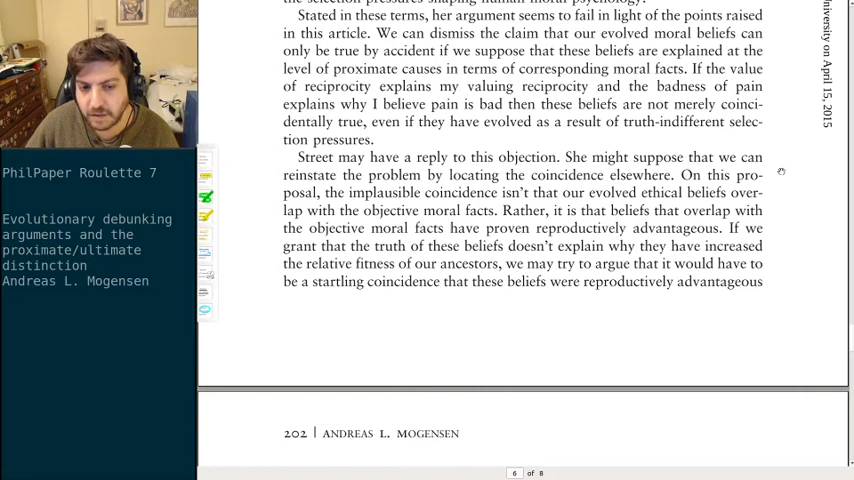 PhilPaper Roulette 7
Evolutionary debunking
arguments and the
proximate/ultimate
distinction
Andreas L. Mogensen
Stated in these terms, her argument seems to fail in light of the points raised
in this article. We can dismiss the claim that our evolved moral beliefs can
only be true by accident if we suppose that these beliefs are explained at the
level of proximate causes in terms of corresponding moral facts. If the value
of reciprocity explains my valuing reciprocity and the badness of pain
explains why I believe pain is bad then these beliefs are not merely coinci-
dentally true, even if they have evolved as a result of truth-indifferent selec-
tion pressures.
Street may have a reply to this objection. She might suppose that we can
reinstate the problem by locating the coincidence elsewhere. On this pro-
posal, the implausible coincidence isn't that our evolved ethical beliefs over-
lap with the objective moral facts. Rather, it is that beliefs that overlap with
the objective moral facts have proven reproductively advantageous. If we
grant that the truth of these beliefs doesn't explain why they have increased
the relative fitness of our ancestors, we may try to argue that it would have to
be a startling coincidence that these beliefs were reproductively advantageous
202 | ANDREAS L. MOGENSEN
6 of 8
University on April 15, 2015